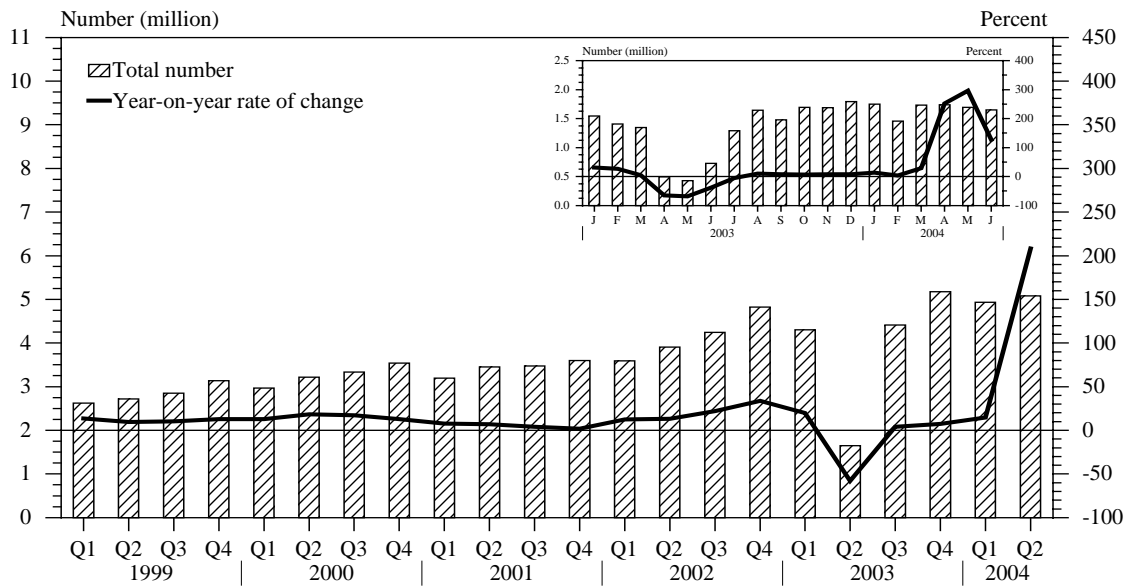 Number (million) Percent
11 450
10 400
9 350
8 300
7 250
6 200
5 150
4 100
3 50
2 0
1 -50
0 -100
Total number
Year-on-year rate of change
Number (million) Percent
2.5 400
2.0 300
1.5 200
1.0 100
0.5 0
0.0 -100
J F M A M J J A S O N D J F M A M J
2003 2004
Q1 Q2 Q3 Q4 Q1 Q2 Q3 Q4 Q1 Q2 Q3 Q4 Q1 Q2 Q3 Q4 Q1 Q2 Q3 Q4 Q1 Q2
1999 2000 2001 2002 2003 2004